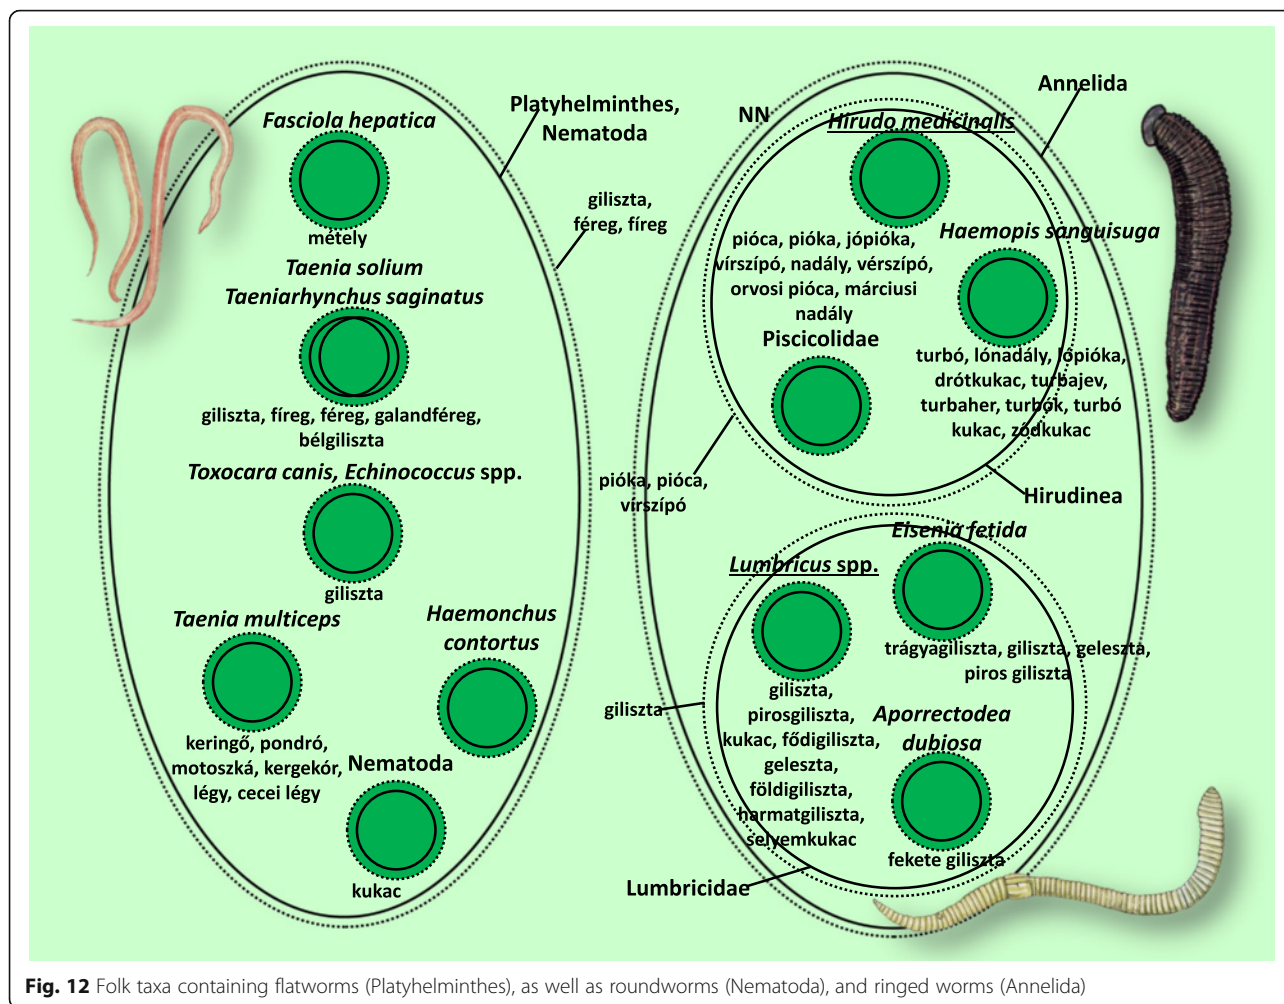 Fasciola hepatica
métely
Taenia solium
Taeniarhynchus saginatus
giliszta, fíreg, féreg, galandféreg,
bélgiliszta
Toxocara canis, Echinococcus spp.
giliszta
Taenia multiceps
keringő, pondró,
motoszká, kergekór,
légy, cecei légy
Haemonchus
contortus
Nematoda
kukac
Platyhelminthes,
Nematoda
giliszta,
féreg, fíreg
Annelida
NN
Hirudo medicinalis
pióca, pióka, jópióka,
vírszípó, nadály, vérszípó,
orvosi pióca, márciusi
nadály
Haemopis sanguisuga
turbó, lónadály, lópióka,
drótkukac, turbajev,
turbaher, turbók, turbó
kukac, zódkukac
Piscicolidae
pióka, pióca,
vírszípó
Hirudinea
Eisenia fetida
trágyagiliszta, giliszta, geleszta,
piros giliszta
Lumbricus spp.
giliszta,
pirosgiliszta,
kukac, fődigiliszta,
geleszta,
földigiliszta,
harmatgiliszta,
selyemkukac
Aporrectodea
dubiosa
fekete giliszta
giliszta
Lumbricidae
Fig. 12 Folk taxa containing flatworms (Platyhelminthes), as well as roundworms (Nematoda), and ringed worms (Annelida)